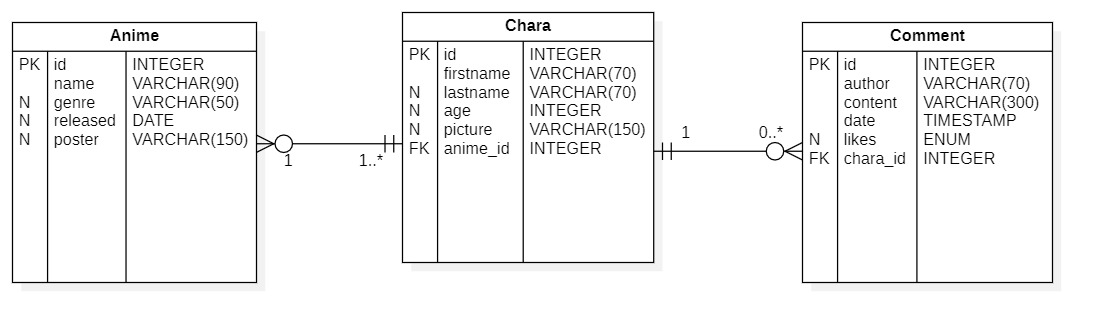 Anime
PK id INTEGER
name VARCHAR(90)
N genre VARCHAR(50)
N released DATE
N poster VARCHAR(150)
1
1..*
Chara
PK id INTEGER
firstname VARCHAR(70)
N lastname VARCHAR(70)
N age INTEGER
N picture VARCHAR(150)
FK anime_id INTEGER
1
0..*
Comment
PK id INTEGER
author VARCHAR(70)
content VARCHAR(300)
date TIMESTAMP
N likes ENUM
FK chara_id INTEGER